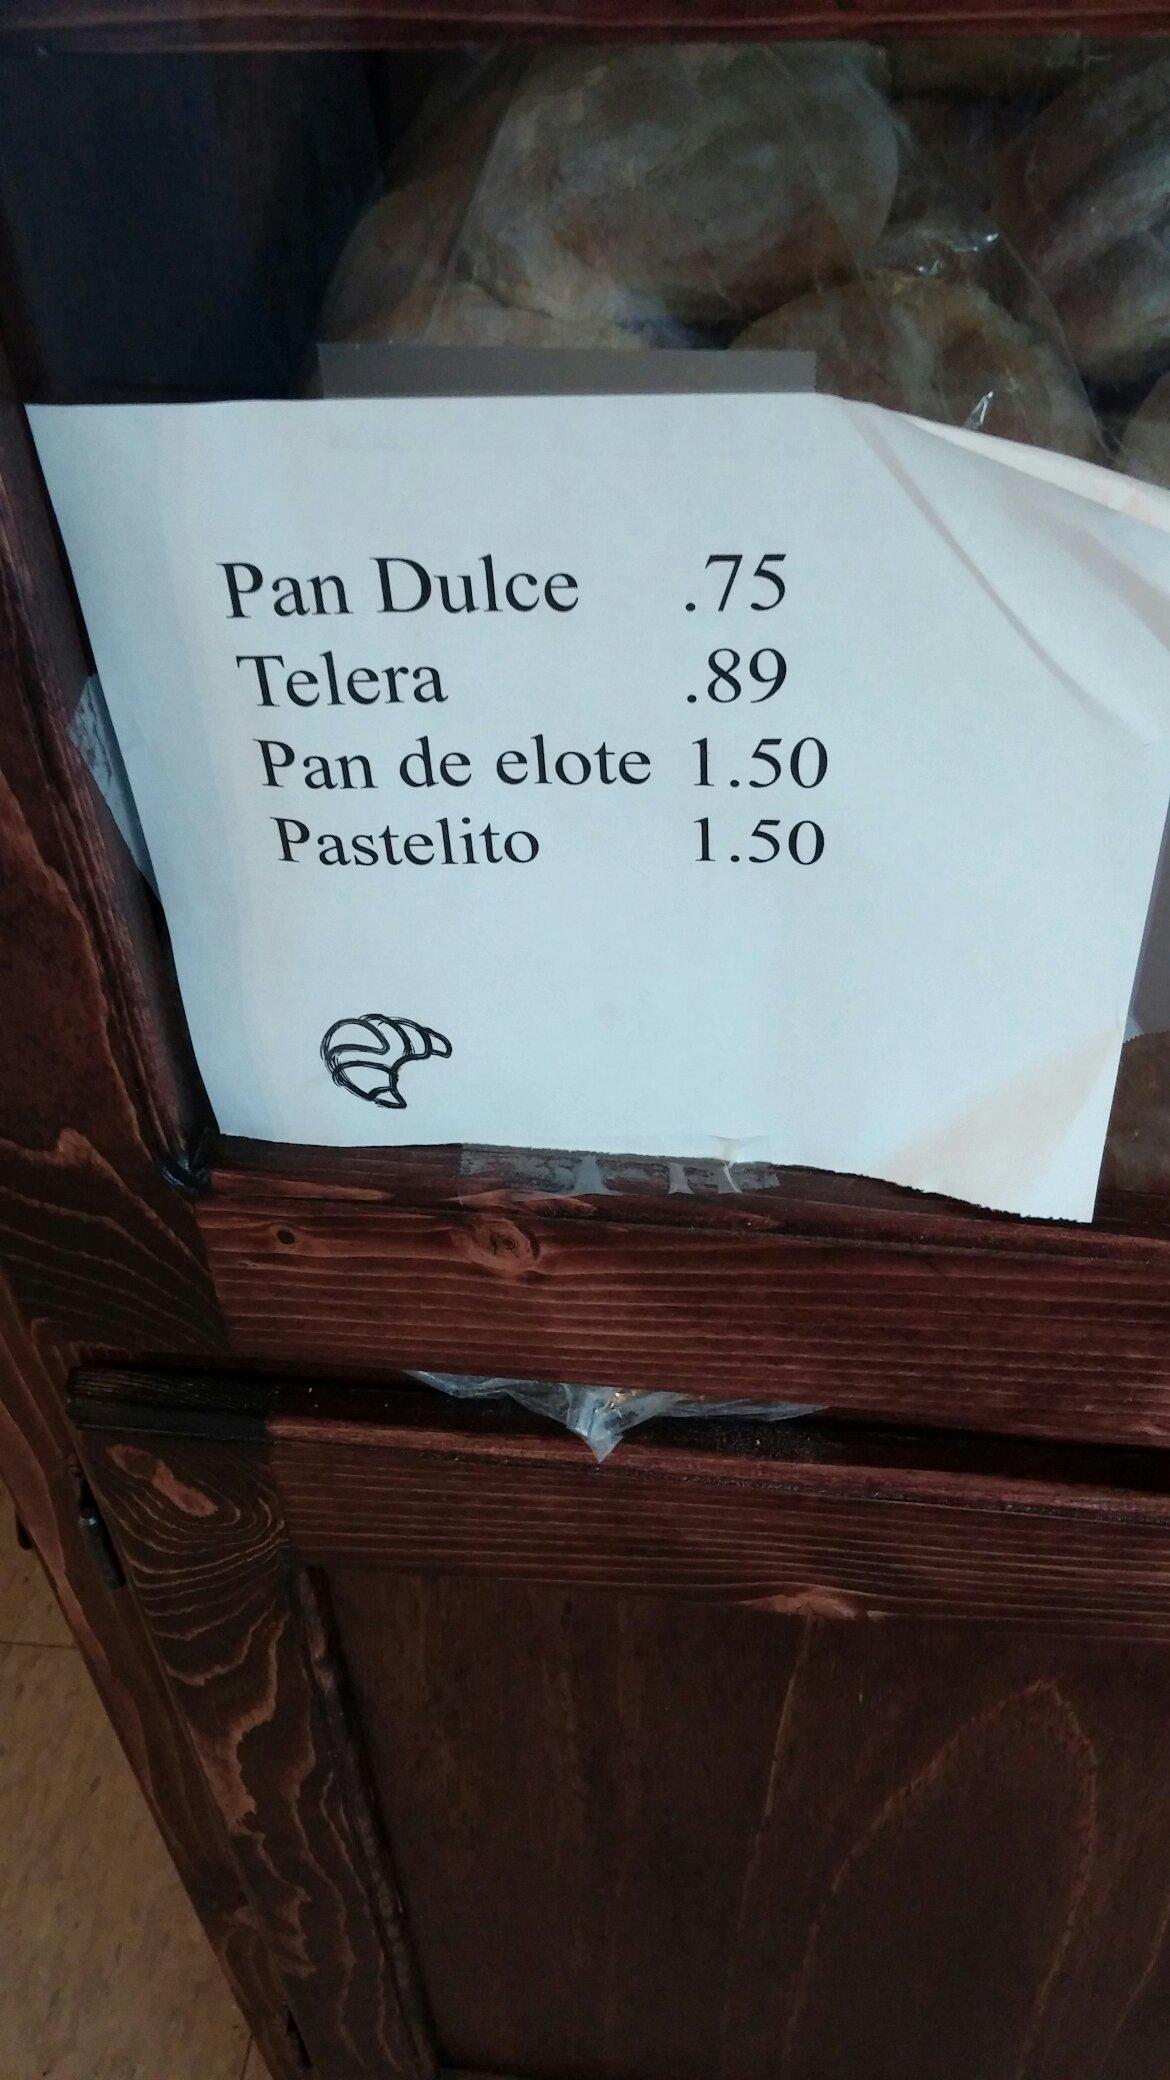 Pan Dulce .75
Telera .89
Pan de elote 1.50
Pastelito 1.50